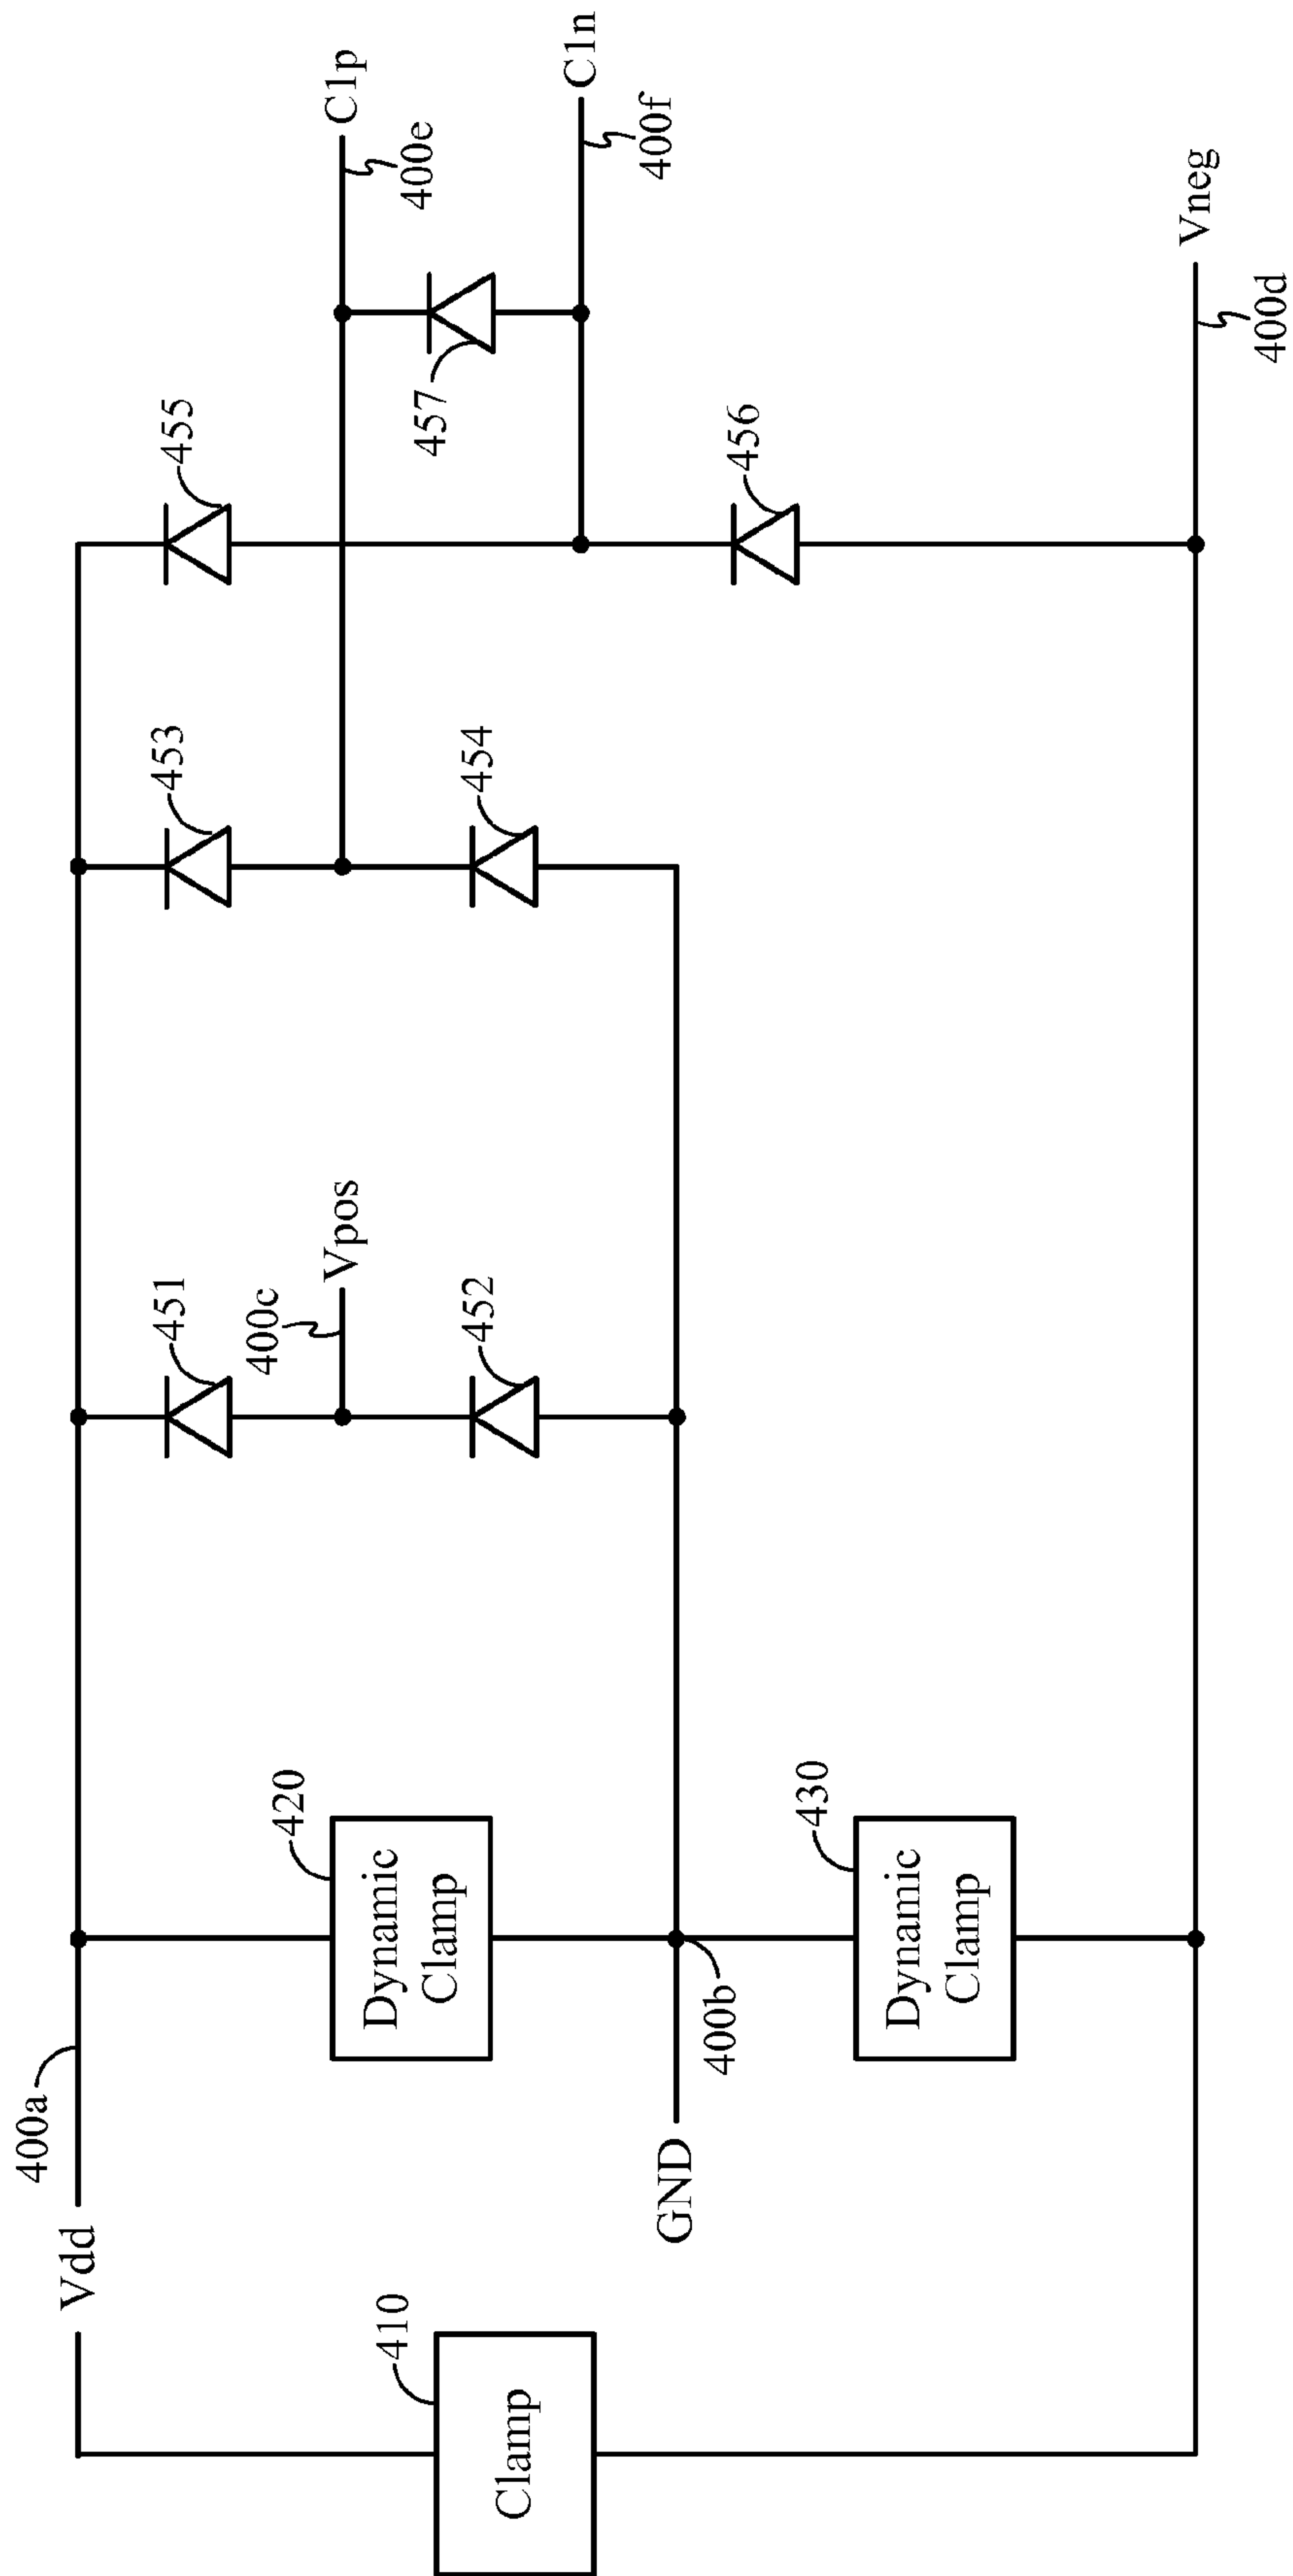 Vdd
400a
Clamp
410
Dynamic
Clamp
420
GND
400b
Dynamic
Clamp
430
451
Vpos
400c
452
453
454
455
C1p
400e
457
C1n
400f
456
Vneg
400d